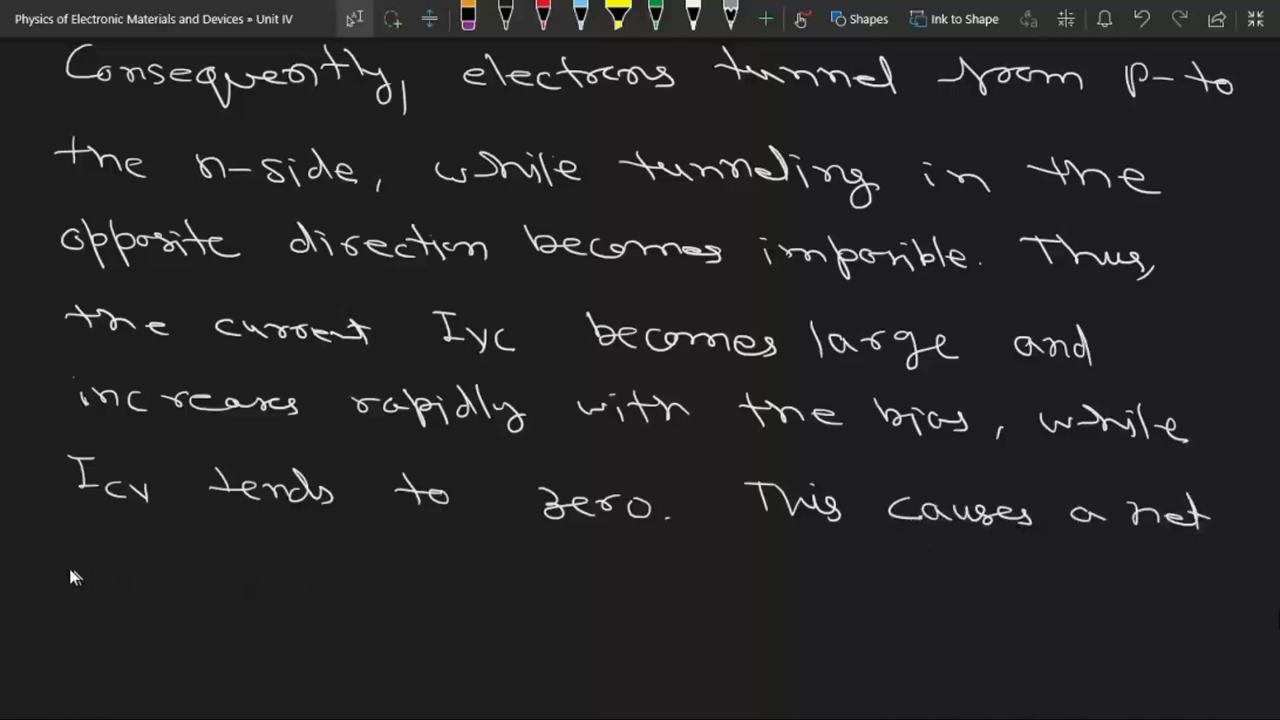 Physics of Electronic Materials and Devices » Unit IV
Shapes
Ink to Shape
Consequently, electrons tunnel from p-to
the n-side, while tunneling in the
opposite direction becomes imposible. Thus,
the current Ivc becomes large and
increases rapidly with the bias, while
Icv tends to zero. This causes a net